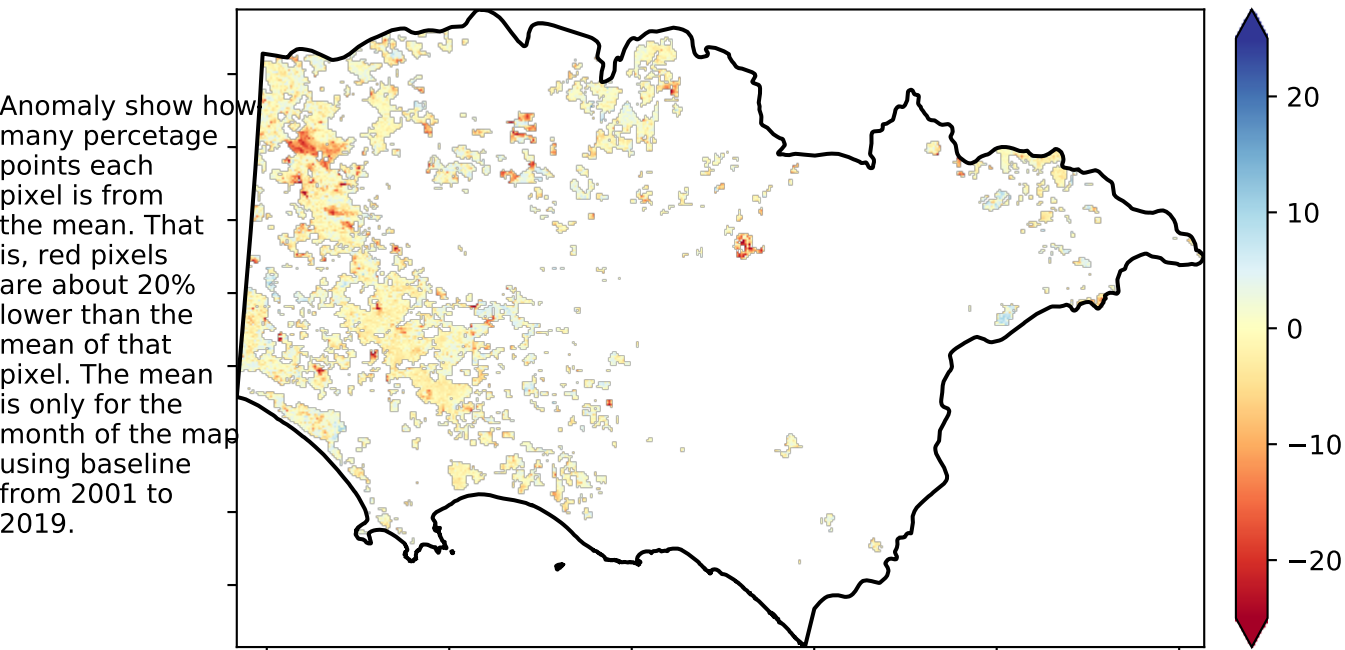 Anomaly show how
many percetage
points each
pixel is from
the mean. That
is, red pixels
are about 20%
lower than the
mean of that
pixel. The mean
is only for the
month of the map
using baseline
from 2001 to
2019.
20
10
0
−10
−20